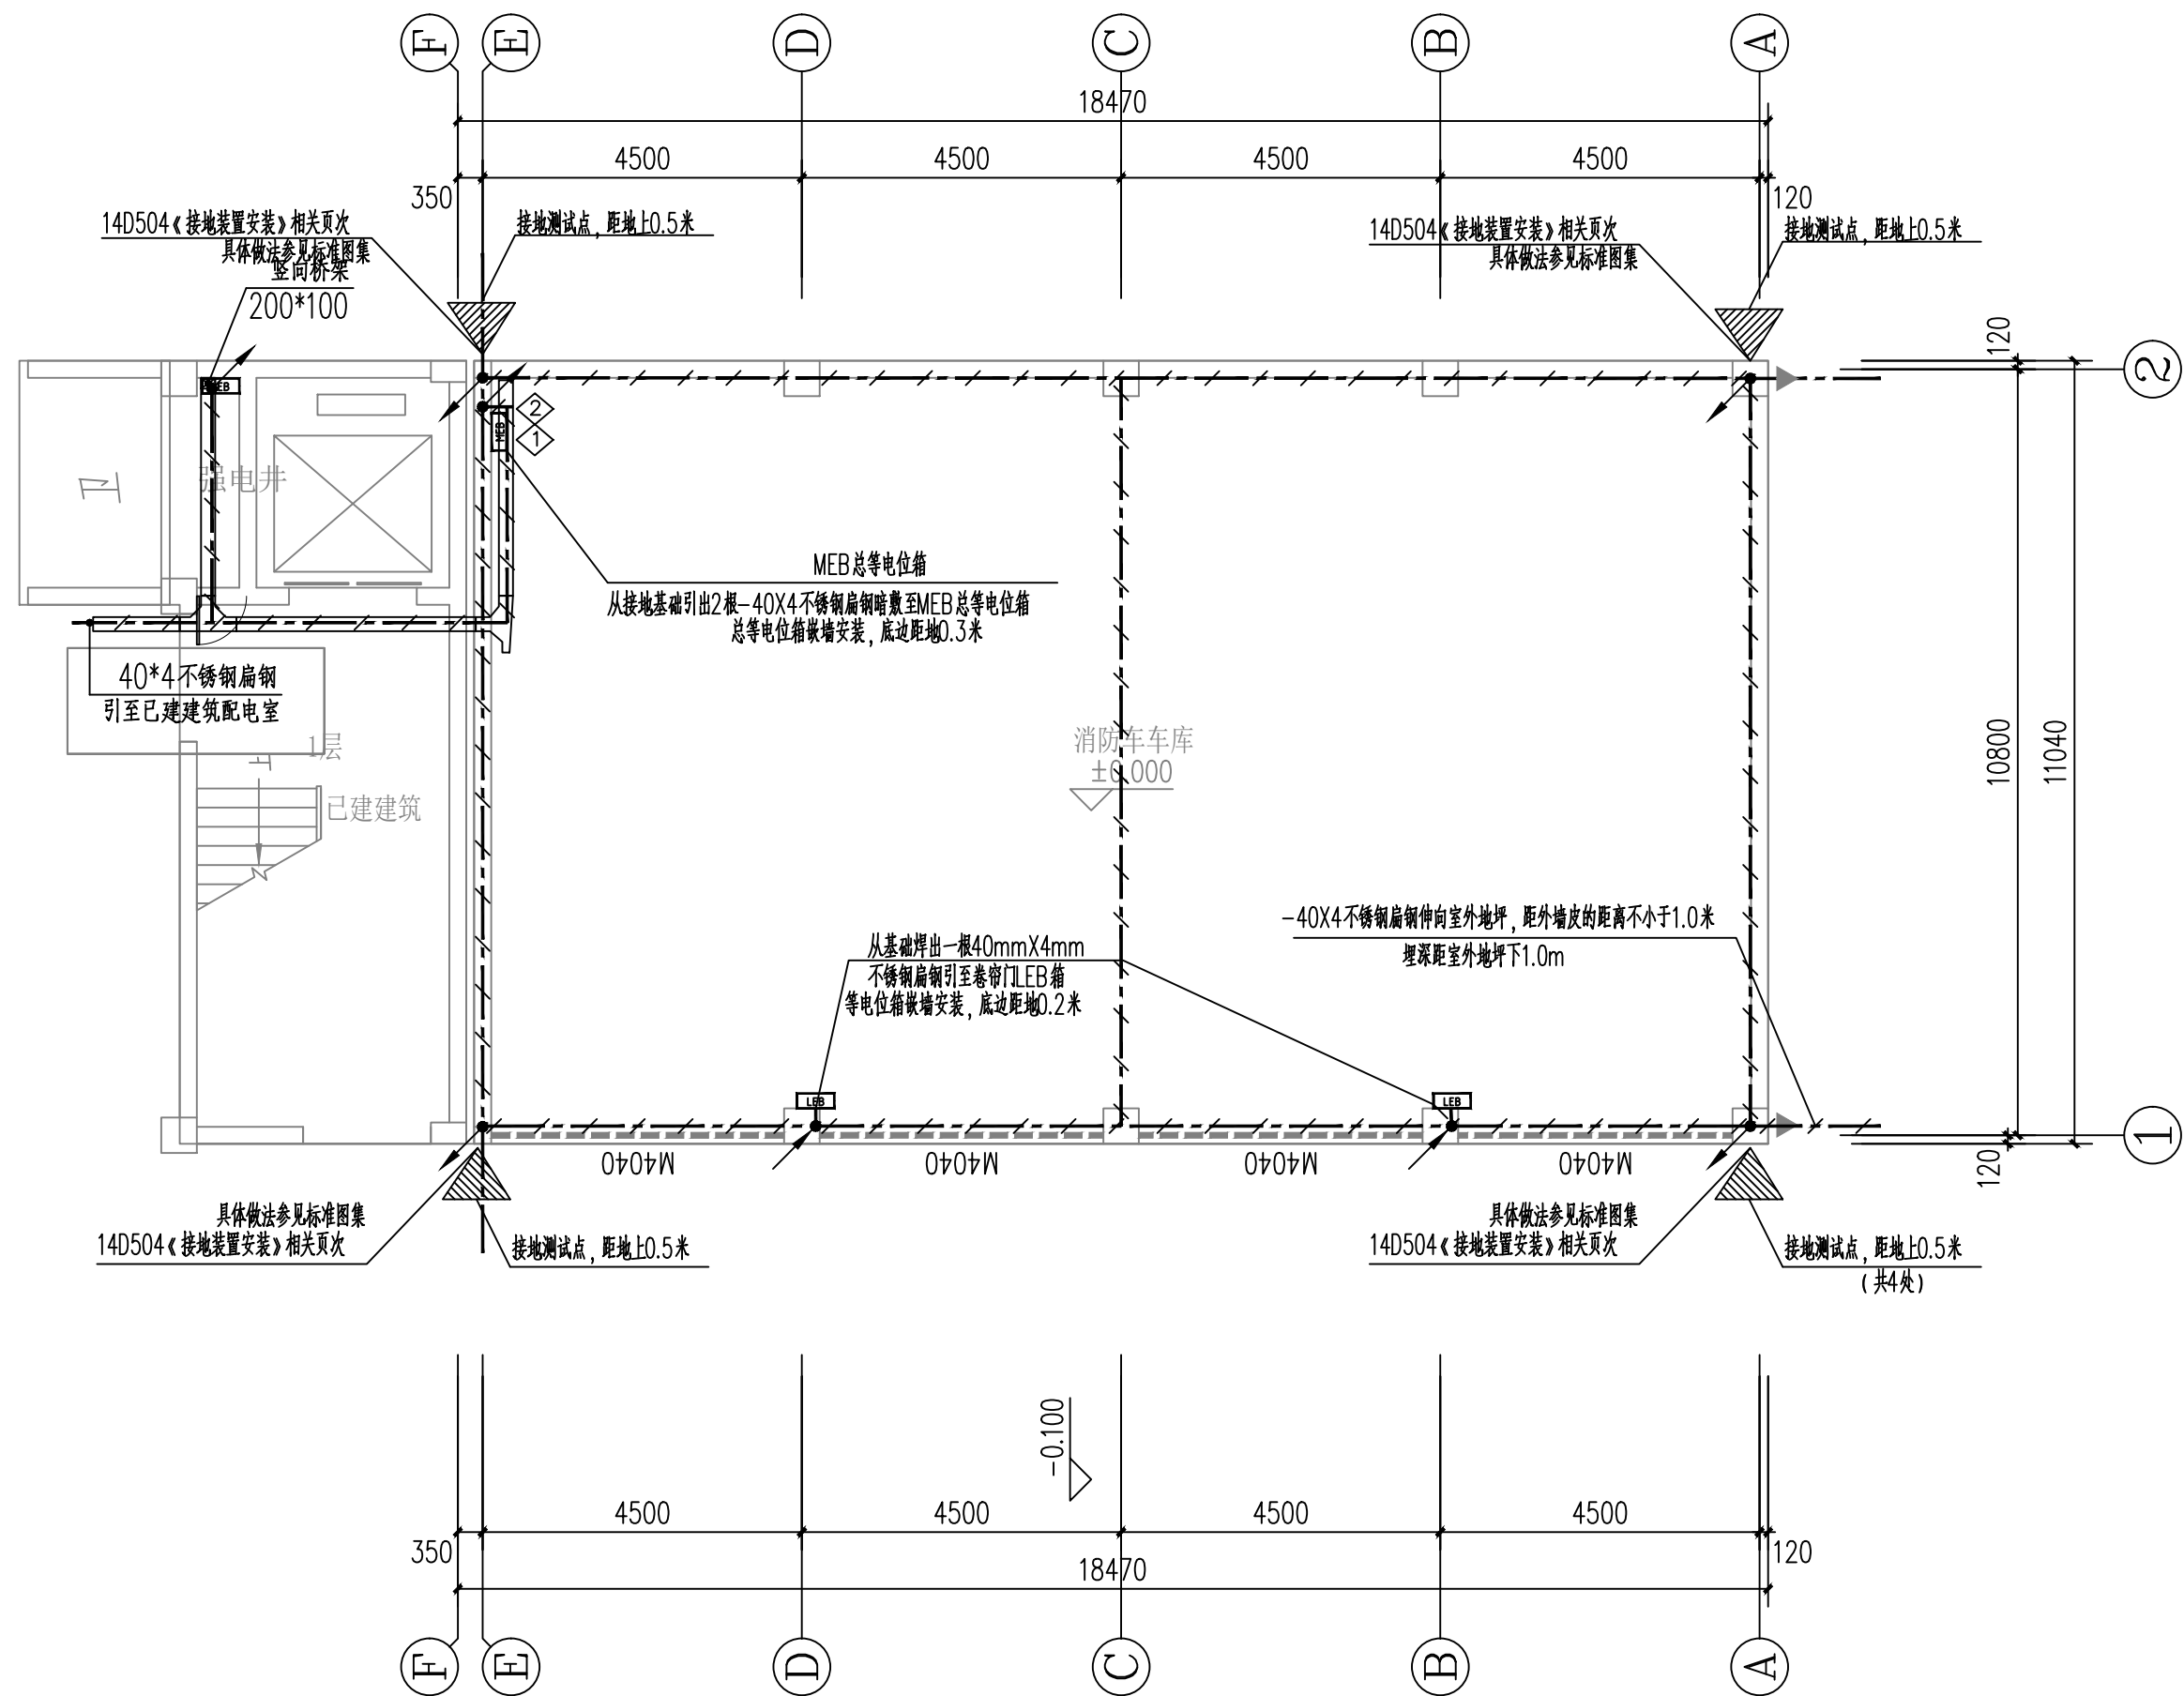 F E D C B A
18470
4500 4500 4500 4500
350 120
14D504《接地装置安装》相关页次
具体做法参见标准图集
接地测试点，距地上0.5米
14D504《接地装置安装》相关页次
具体做法参见标准图集
接地测试点，距地上0.5米
竖向桥架
200*100
120
2
LEB
2
MEB
1
强电井
MEB总等电位箱
从接地基础引出2根-40X4不锈钢扁钢暗敷至MEB总等电位箱
总等电位箱嵌墙安装，底边距地0.3米
40*4不锈钢扁钢
引至已建建筑配电室
1层
上
已建建筑
消防车车库
±0.000
10800
11040
-40X4不锈钢扁钢伸向室外地坪，距外墙皮的距离不小于1.0米
埋深距室外地坪下1.0m
从基础焊出一根40mmX4mm
不锈钢扁钢引至卷帘门LEB箱
等电位箱嵌墙安装，底边距地0.2米
LEB LEB
1
120
M4040 M4040 M4040 M4040
具体做法参见标准图集
14D504《接地装置安装》相关页次
接地测试点，距地上0.5米
具体做法参见标准图集
14D504《接地装置安装》相关页次
接地测试点，距地上0.5米
（共4处）
-0.100
4500 4500 4500 4500
350 120
18470
F E D C B A